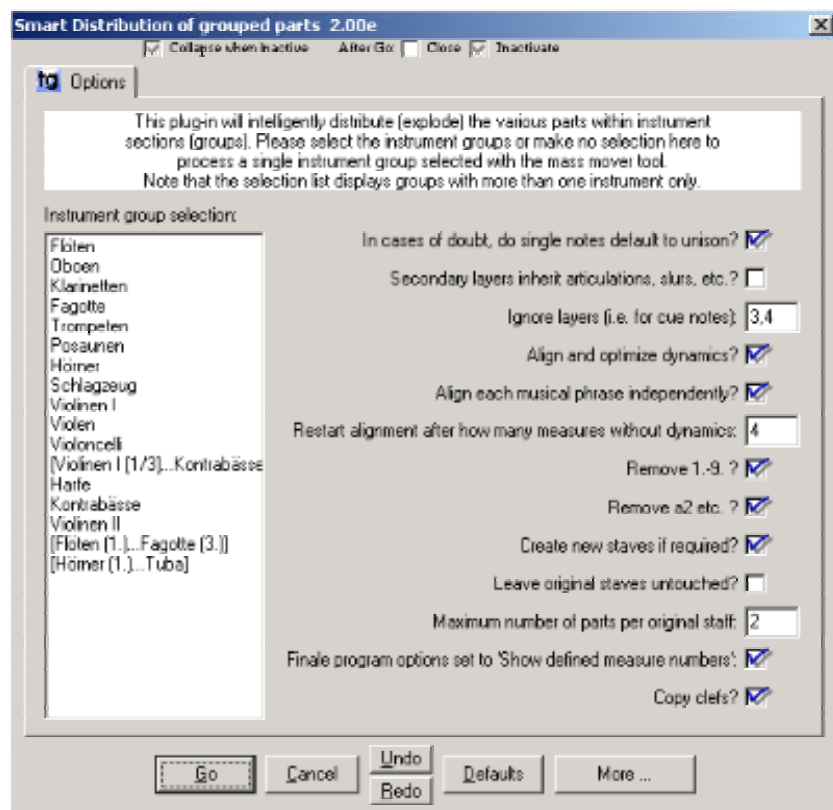 Smart Distribution of grouped parts 2.00e
Collapse when inactive After Go: Close Inactivate
tg Options
This plug-in will intelligently distribute (explode) the various parts within instrument
sections (groups). Please select the instrument groups or make no selection here to
process a single instrument group selected with the mass mover tool.
Note that the selection list displays groups with more than one instrument only.
Instrument group selection:
Flöten
Oboen
Klarinetten
Fagotte
Trompeten
Posaunen
Hörner
Schlagzeug
Violinen I
Violen
Violoncelli
[Violinen I [1/3]...Kontrabässe
Harfe
Kontrabässe
Violinen II
[Flöten (1.)...Fagotte (3.)]
[Hörner (1.)...Tuba]
In cases of doubt, do single notes default to unison?
Secondary layers inherit articulations, slurs, etc.?
Ignore layers (i.e. for cue notes): 3,4
Align and optimize dynamics?
Align each musical phrase independently?
Restart alignment after how many measures without dynamics: 4
Remove 1.-9. ?
Remove a2 etc. ?
Create new staves if required?
Leave original staves untouched?
Maximum number of parts per original staff: 2
Finale program options set to 'Show defined measure numbers':
Copy clefs?
Go Cancel Undo Redo Defaults More ...